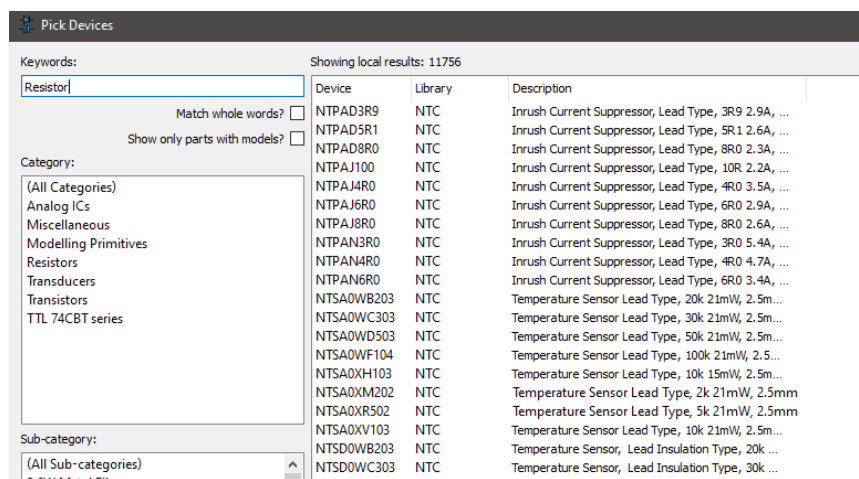 Pick Devices
Keywords:
Resistor
Match whole words?
Show only parts with models?
Category:
(All Categories)
Analog ICs
Miscellaneous
Modelling Primitives
Resistors
Transducers
Transistors
TTL 74CBT series
Sub-category:
(All Sub-categories)
Showing local results: 11756
Device Library Description
NTPAD3R9 NTC Inrush Current Suppressor, Lead Type, 3R9 2.9A, ...
NTPAD5R1 NTC Inrush Current Suppressor, Lead Type, 5R1 2.6A, ...
NTPAD8R0 NTC Inrush Current Suppressor, Lead Type, 8R0 2.3A, ...
NTPAJ100 NTC Inrush Current Suppressor, Lead Type, 10R 2.2A, ...
NTPAJ4R0 NTC Inrush Current Suppressor, Lead Type, 4R0 3.5A, ...
NTPAJ6R0 NTC Inrush Current Suppressor, Lead Type, 6R0 2.9A, ...
NTPAJ8R0 NTC Inrush Current Suppressor, Lead Type, 8R0 2.6A, ...
NTPAN3R0 NTC Inrush Current Suppressor, Lead Type, 3R0 5.4A, ...
NTPAN4R0 NTC Inrush Current Suppressor, Lead Type, 4R0 4.7A, ...
NTPAN6R0 NTC Inrush Current Suppressor, Lead Type, 6R0 3.4A, ...
NTSA0WB203 NTC Temperature Sensor Lead Type, 20k 21mW, 2.5m...
NTSA0WC303 NTC Temperature Sensor Lead Type, 30k 21mW, 2.5m...
NTSA0WD503 NTC Temperature Sensor Lead Type, 50k 21mW, 2.5m...
NTSA0WF104 NTC Temperature Sensor Lead Type, 100k 21mW, 2.5...
NTSA0XH103 NTC Temperature Sensor Lead Type, 10k 15mW, 2.5m...
NTSA0XM202 NTC Temperature Sensor Lead Type, 2k 21mW, 2.5mm
NTSA0XR502 NTC Temperature Sensor Lead Type, 5k 21mW, 2.5mm
NTSA0XV103 NTC Temperature Sensor Lead Type, 10k 21mW, 2.5m...
NTSD0WB203 NTC Temperature Sensor, Lead Insulation Type, 20k ...
NTSD0WC303 NTC Temperature Sensor, Lead Insulation Type, 30k ...